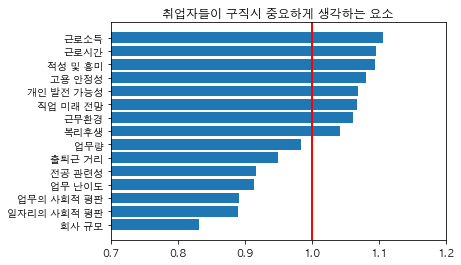 취업자들이 구직시 중요하게 생각하는 요소
근로소득
근로시간
적성 및 흥미
고용 안정성
개인 발전 가능성
직업 미래 전망
근무환경
복리후생
업무량
출퇴근 거리
전공 관련성
업무 난이도
업무의 사회적 평판
일자리의 사회적 평판
회사 규모
0.7 0.8 0.9 1.0 1.1 1.2